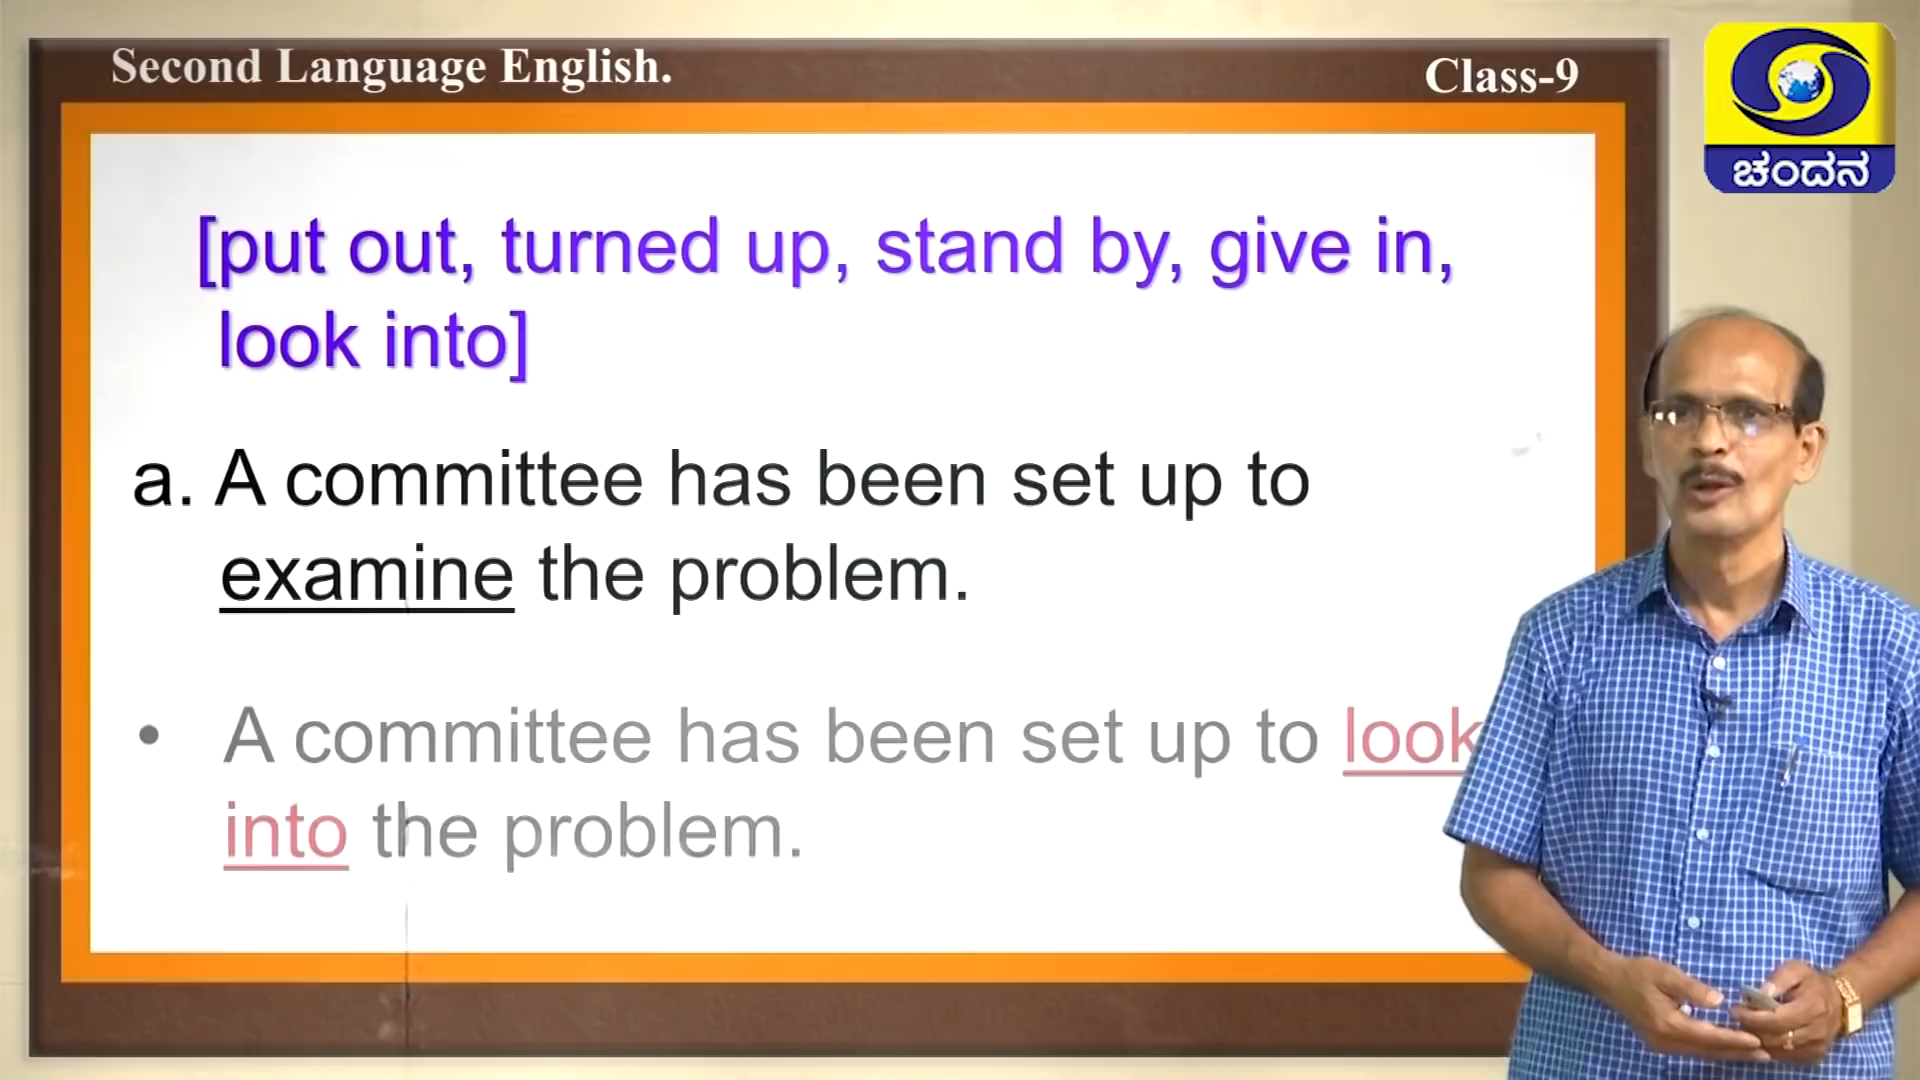 Second Language English.
Class-9
ಚಂದನ
[put out, turned up, stand by, give in,
look into]
a. A committee has been set up to
examine the problem.
• A committee has been set up to look
into the problem.